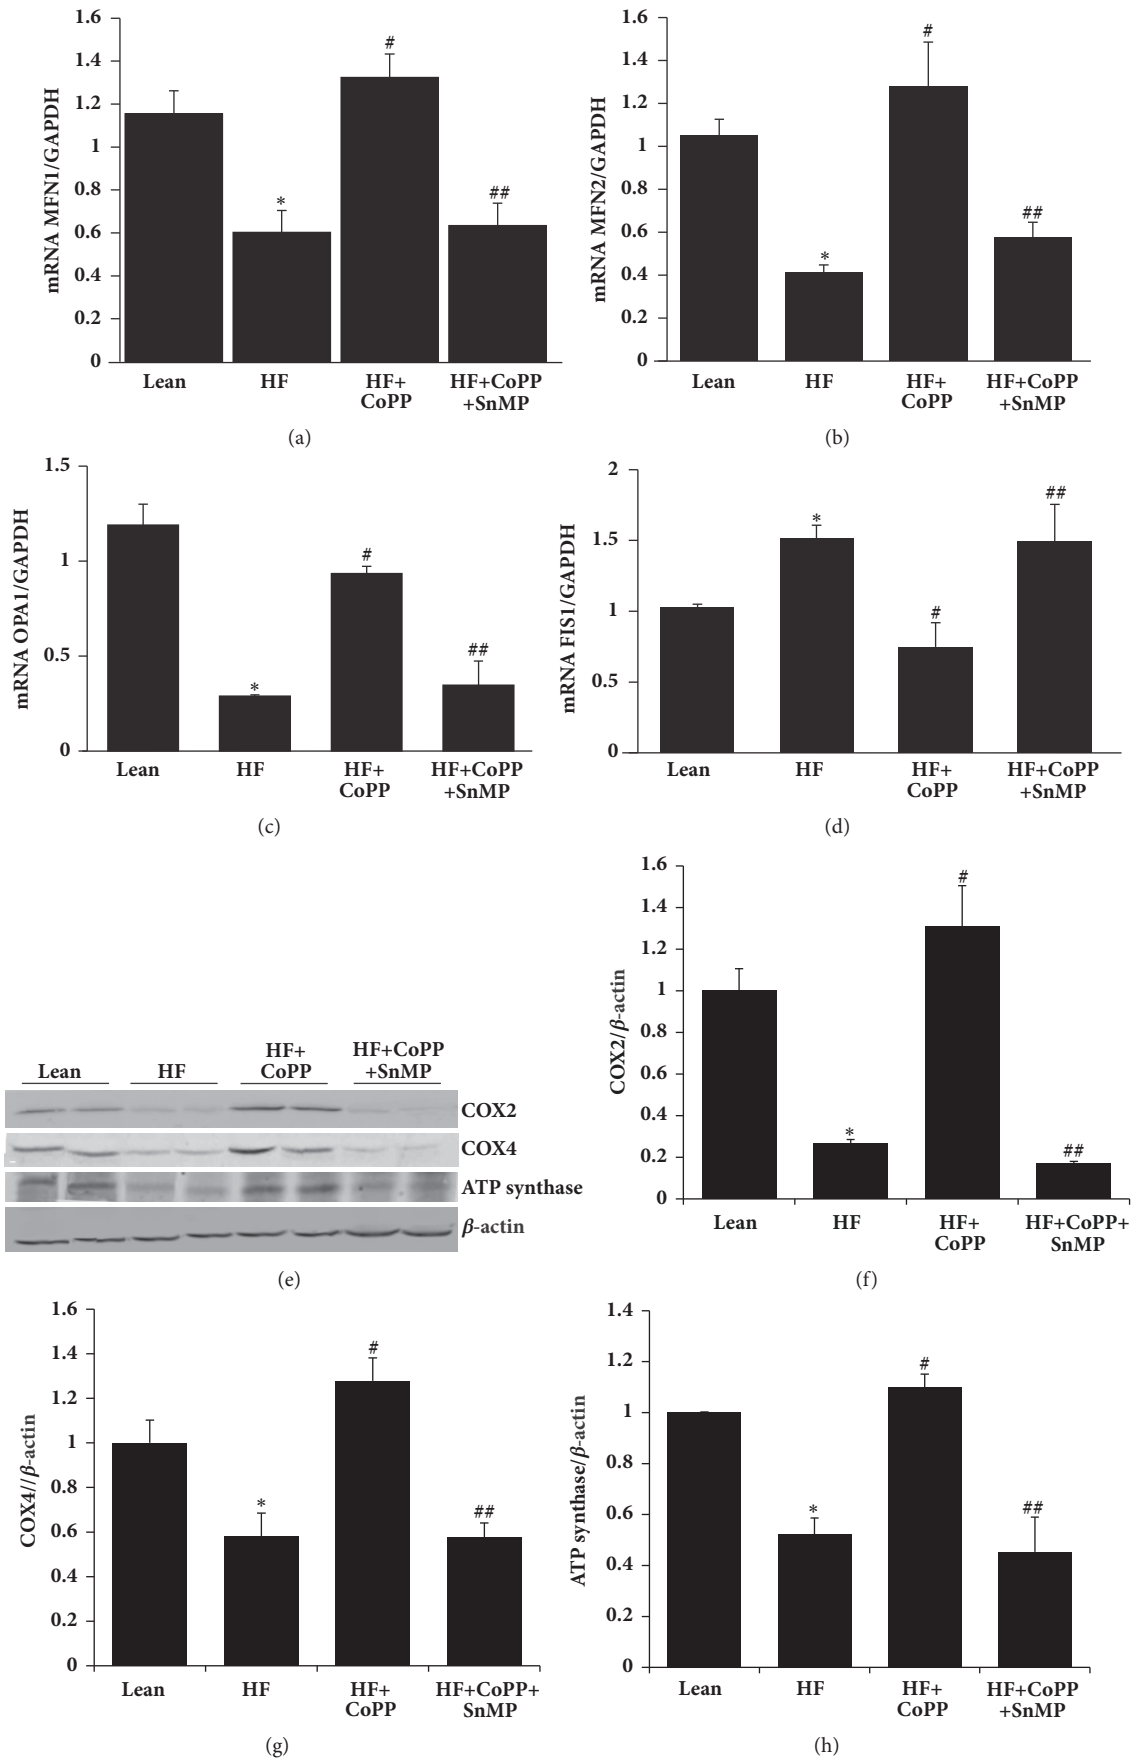 mRNA MFN1/GAPDH
1.6
1.4
1.2
1
0.8
0.6
0.4
0.2
0
*
#
##
Lean HF HF+ HF+CoPP
CoPP +SnMP
(a)
mRNA MFN2/GAPDH
1.6
1.4
1.2
1
0.8
0.6
0.4
0.2
0
*
#
##
Lean HF HF+ HF+CoPP
CoPP +SnMP
(b)
mRNA OPA1/GAPDH
1.5
1
0.5
0
*
#
##
Lean HF HF+ HF+CoPP
CoPP +SnMP
(c)
mRNA FIS1/GAPDH
2
1.5
1
0.5
0
*
#
##
Lean HF HF+ HF+CoPP
CoPP +SnMP
(d)
HF+ HF+CoPP
Lean HF CoPP +SnMP
COX2
COX4
ATP synthase
β-actin
(e)
COX2/β-actin
1.6
1.4
1.2
1
0.8
0.6
0.4
0.2
0
*
#
##
Lean HF HF+ HF+CoPP+
CoPP SnMP
(f)
COX4//β-actin
1.6
1.4
1.2
1
0.8
0.6
0.4
0.2
0
*
#
##
Lean HF HF+ HF+CoPP+
CoPP SnMP
(g)
ATP synthase/β-actin
1.4
1.2
1
0.8
0.6
0.4
0.2
0
*
#
##
Lean HF HF+ HF+CoPP
CoPP +SnMP
(h)